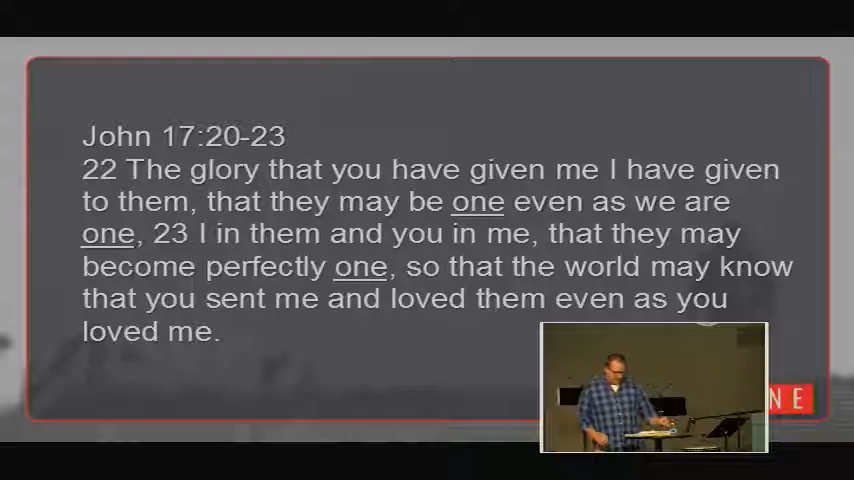 John 17:20-23
22 The glory that you have given me I have given
to them, that they may be one even as we are
one, 23 I in them and you in me, that they may
become perfectly one, so that the world may know
that you sent me and loved them even as you
loved me.
NE